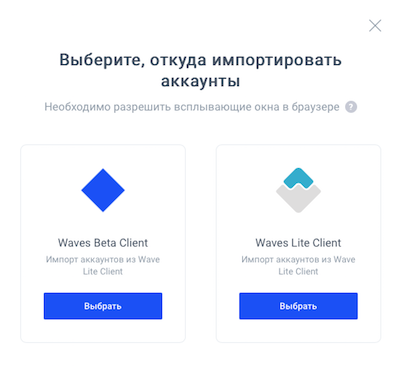 Выберите, откуда импортировать
аккаунты
Необходимо разрешить всплывающие окна в браузере ?
Waves Beta Client
Импорт аккаунтов из Wave
Lite Client
Выбрать
Waves Lite Client
Импорт аккаунтов из Wave
Lite Client
Выбрать